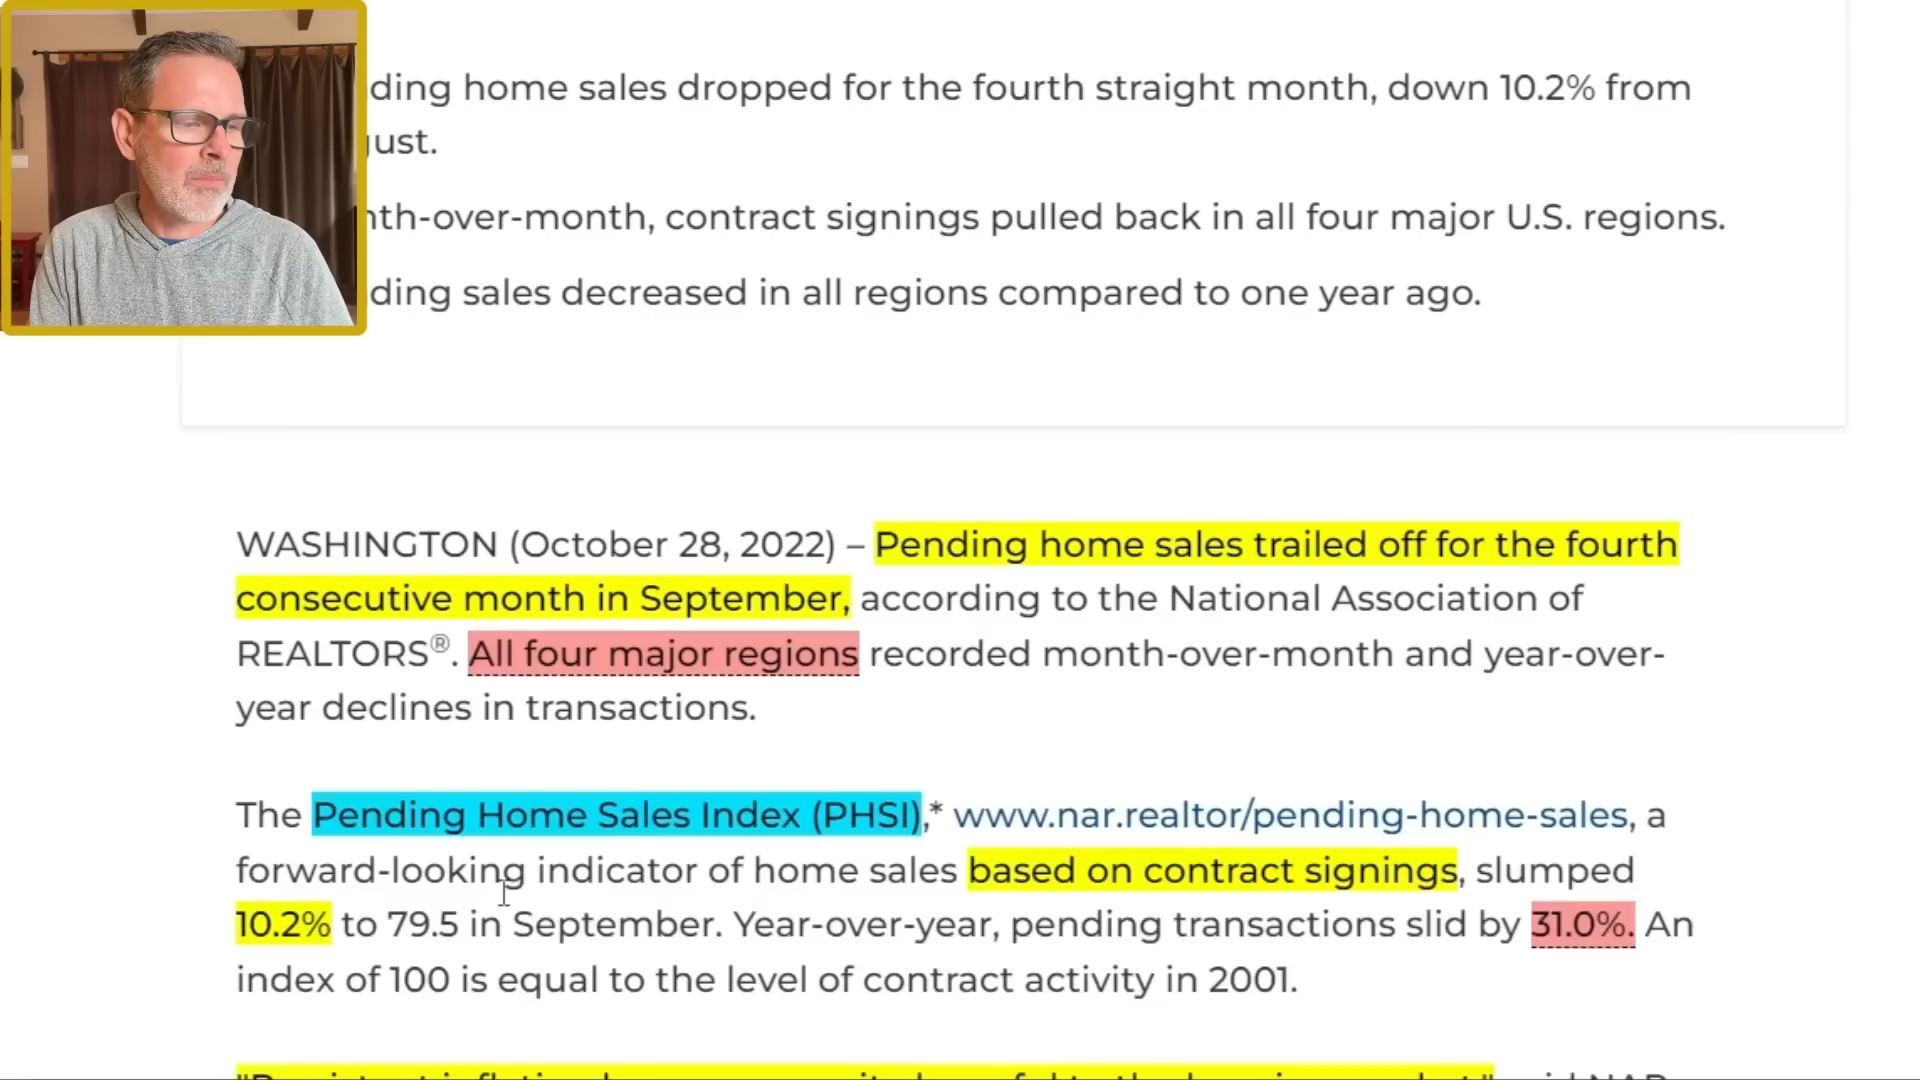 home sales dropped for the fourth straight month, down 10.2% from
month-over-month, contract signings pulled back in all four major U.S. regions.
sales decreased in all regions compared to one year ago.
WASHINGTON (October 28, 2022) – Pending home sales trailed off for the fourth
consecutive month in September, according to the National Association of
REALTORS®. All four major regions recorded month-over-month and year-over-
year declines in transactions.
The Pending Home Sales Index (PHSI),* www.nar.realtor/pending-home-sales, a
forward-looking indicator of home sales based on contract signings, slumped
10.2% to 79.5 in September. Year-over-year, pending transactions slid by 31.0%. An
index of 100 is equal to the level of contract activity in 2001.